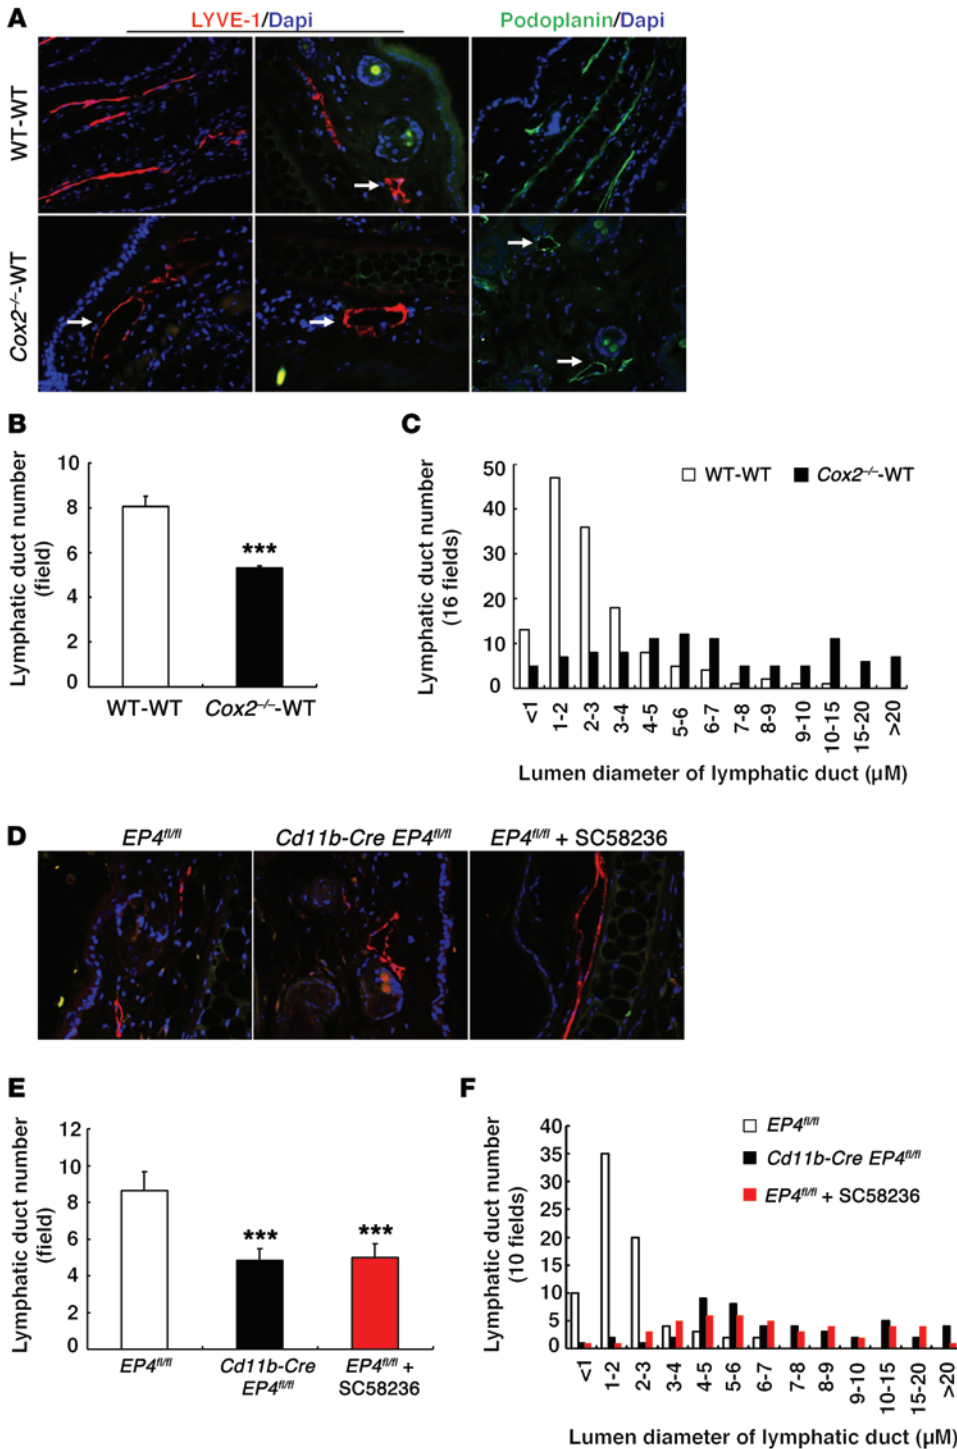 A
LYVE-1/Dapi
Podoplanin/Dapi
WT-WT
Cox2–/–-WT
B
Lymphatic duct number
(field)
10
8
6
4
2
0
***
WT-WT
Cox2–/–-WT
C
Lymphatic duct number
(16 fields)
50
40
30
20
10
0
WT-WT
Cox2–/–-WT
<1
1-2
2-3
3-4
4-5
5-6
6-7
7-8
8-9
9-10
10-15
15-20
>20
Lumen diameter of lymphatic duct (µM)
D
EP4fl/fl
Cd11b-Cre EP4fl/fl
EP4fl/fl + SC58236
E
Lymphatic duct number
(field)
12
10
8
6
4
2
0
***
***
EP4fl/fl
Cd11b-Cre
EP4fl/fl
EP4fl/fl +
SC58236
F
Lymphatic duct number
(10 fields)
40
35
30
25
20
15
10
5
0
EP4fl/fl
Cd11b-Cre EP4fl/fl
EP4fl/fl + SC58236
<1
1-2
2-3
3-4
4-5
5-6
6-7
7-8
8-9
9-10
10-15
15-20
>20
Lumen diameter of lymphatic duct (µM)